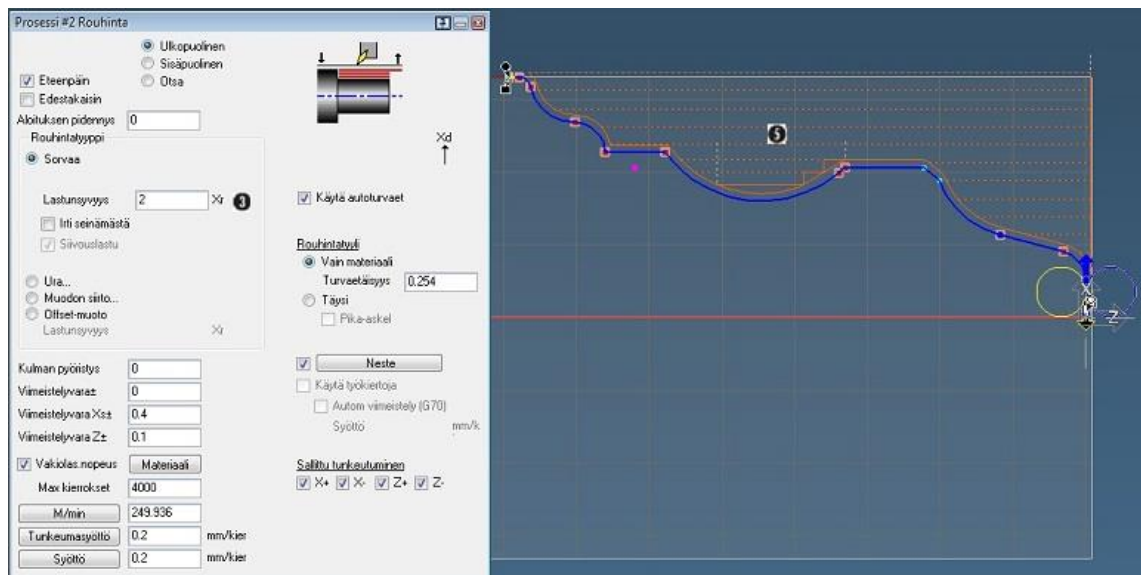 Prosessi #2 Rouhinta
Ulkopuolinen
Sisäpuolinen
Otsa
Eteenpäin
Edestakaisin
Aloituksen pidennys 0
Rouhintatyyppi
Sorvaa
Lastunsyvyys 2 Xr 3
Irti seinämästä
Siivouslastu
Ura...
Muodon siirto...
Offset-muoto
Lastunsyvyys Xr
Kulman pyöristys 0
Viimeistelyvara± 0
Viimeistelyvara Xs± 0.4
Viimeistelyvara Z± 0.1
Vakiolas.nopeus Materiaali
Max kierrokset 4000
M/min 249.936
Tunkeumasyöttö 0.2 mm/kier
Syöttö 0.2 mm/kier
Xd
Käytä autoturvaet
Rouhintatyyli
Vain materiaali
Turvaetäisyys 0.254
Täysi
Pika-askel
Neste
Käytä työkiertoja
Autom viimeistely (G70)
Syöttö mm/k
Sallittu tunkeutuminen
X+ X- Z+ Z-
5
X
Z